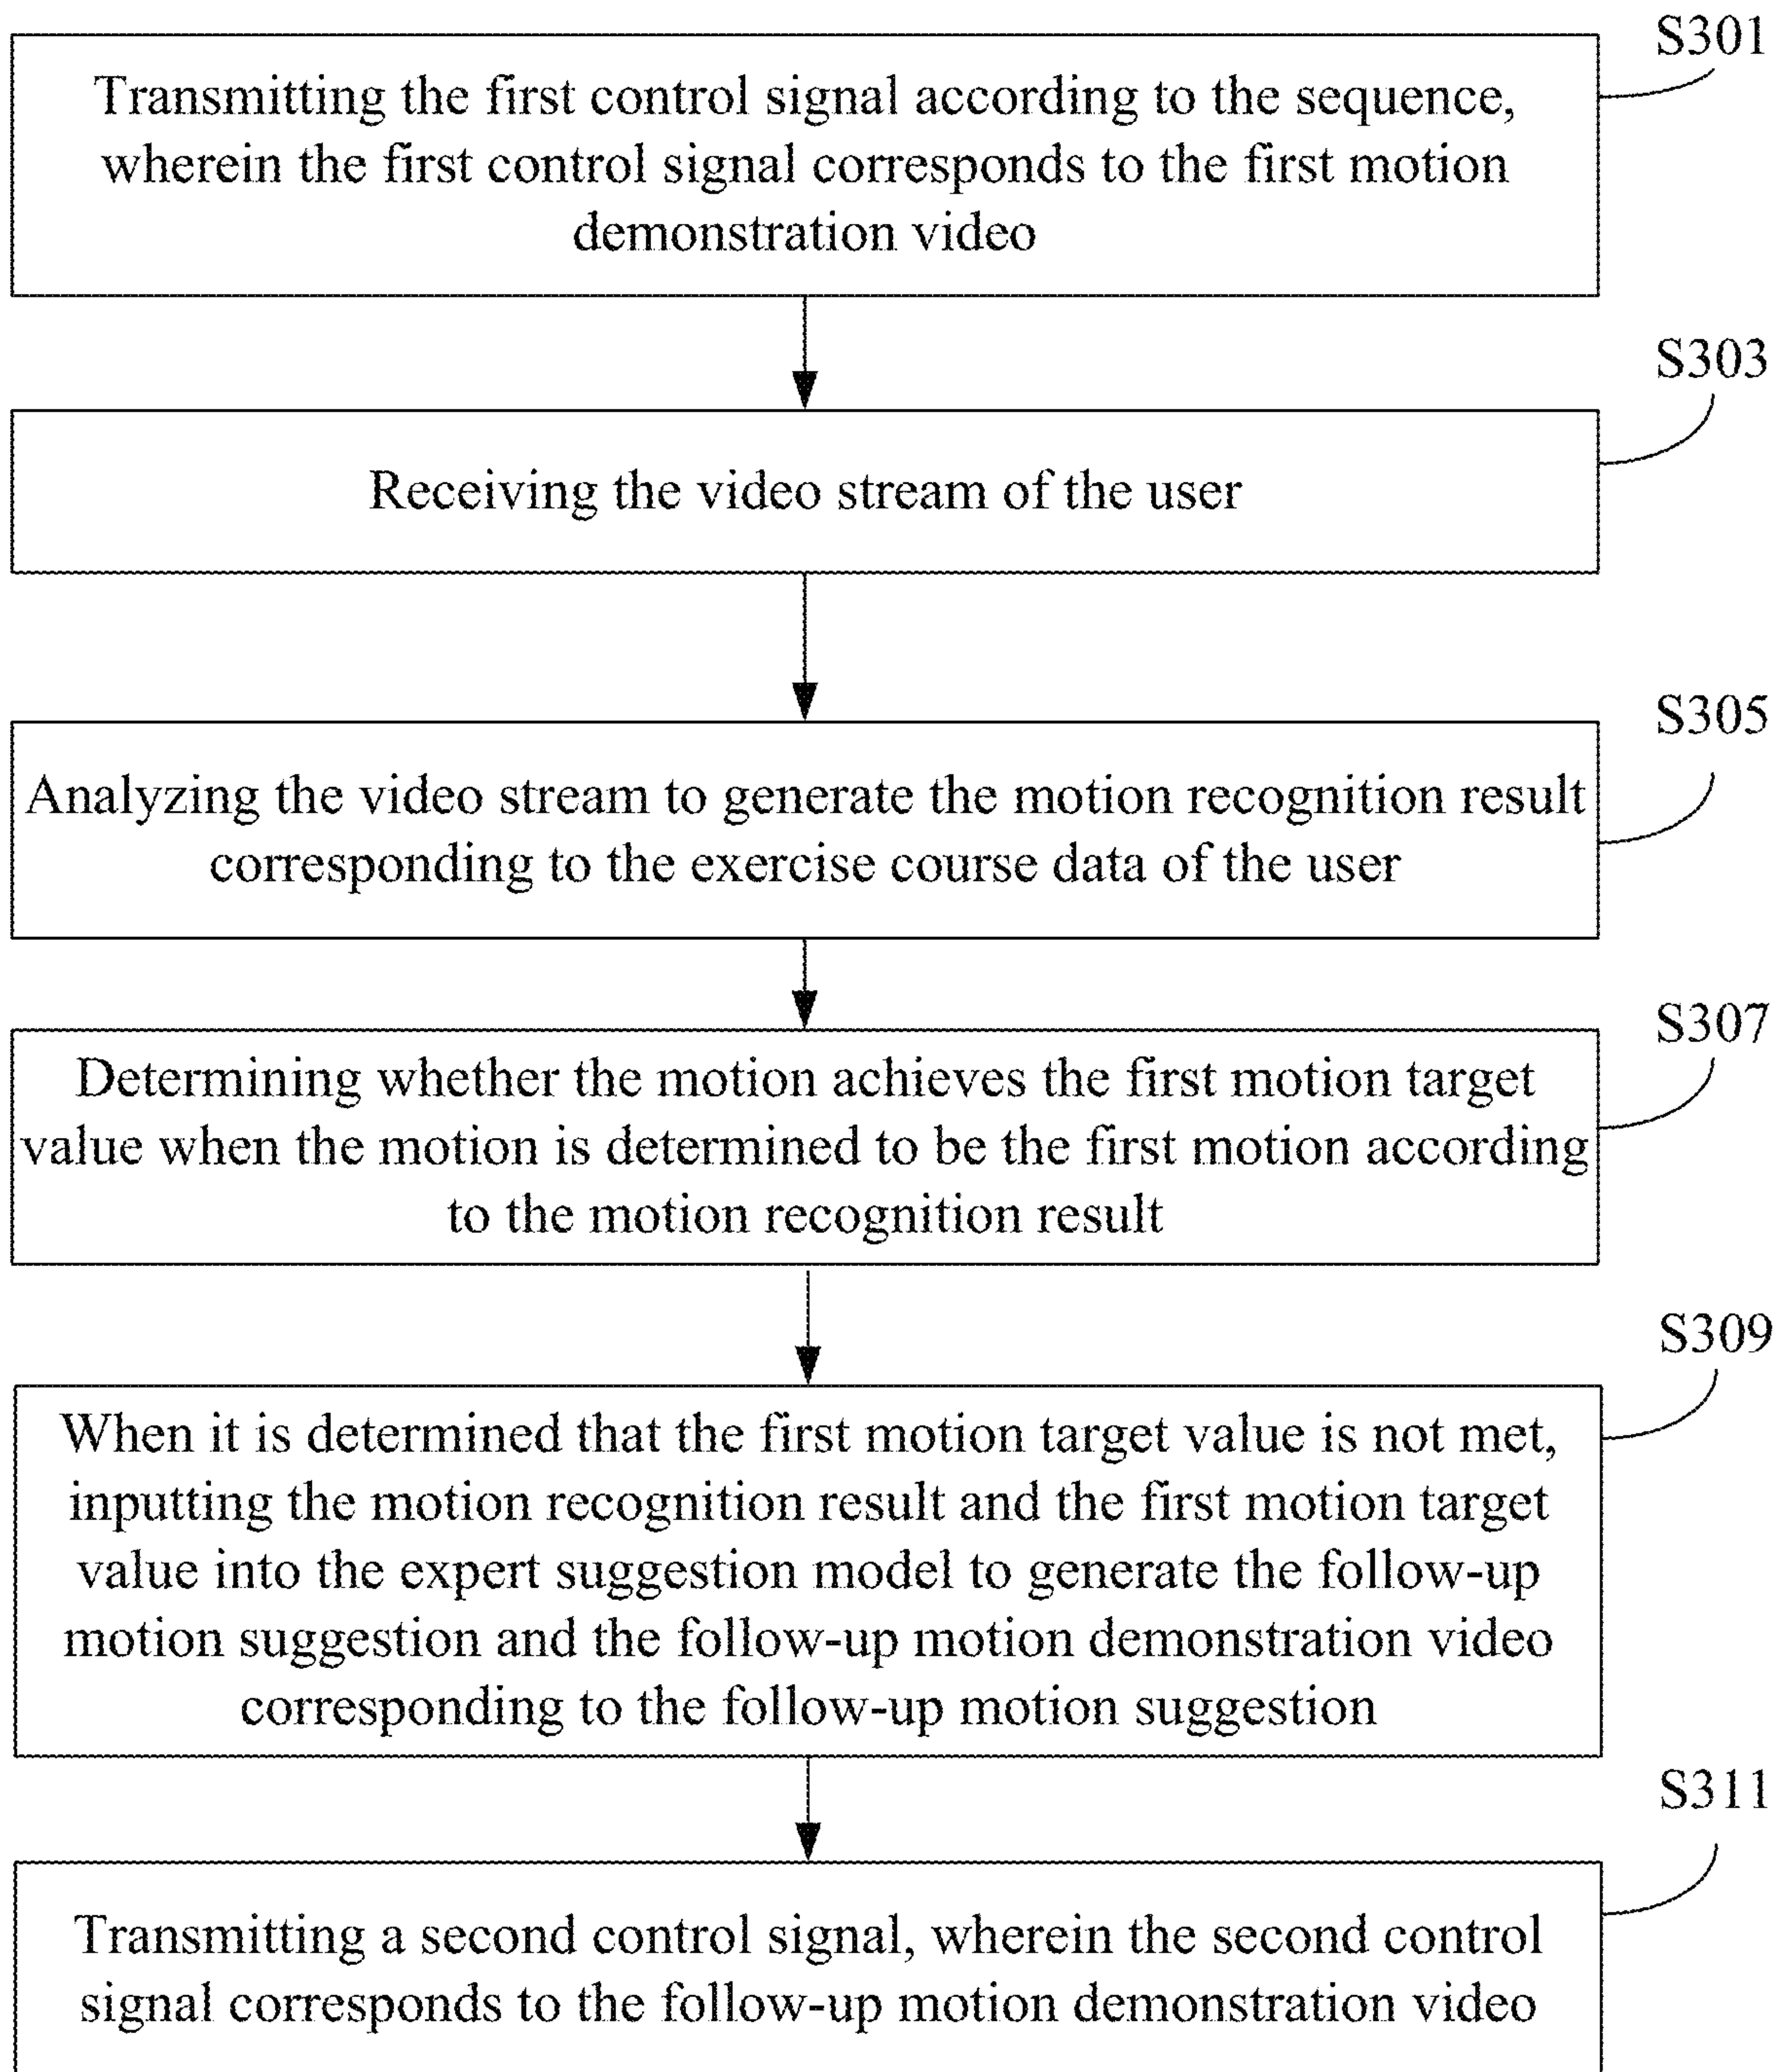 S301
Transmitting the first control signal according to the sequence,
wherein the first control signal corresponds to the first motion
demonstration video
S303
Receiving the video stream of the user
S305
Analyzing the video stream to generate the motion recognition result
corresponding to the exercise course data of the user
S307
Determining whether the motion achieves the first motion target
value when the motion is determined to be the first motion according
to the motion recognition result
S309
When it is determined that the first motion target value is not met,
inputting the motion recognition result and the first motion target
value into the expert suggestion model to generate the follow-up
motion suggestion and the follow-up motion demonstration video
corresponding to the follow-up motion suggestion
S311
Transmitting a second control signal, wherein the second control
signal corresponds to the follow-up motion demonstration video